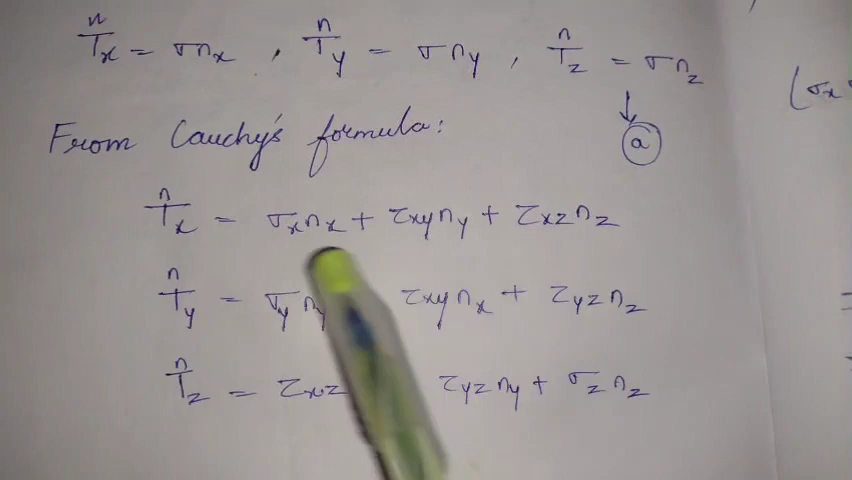 n n n
Tx = σnx , Ty = σny , Tz = σnz
(σx
From Cauchy's formula:
a
n
Tx = σxnx + τxyny + τxznz
n
Ty = σyny τxynx + τyznz
n
Tz = τxz τyzny + σznz